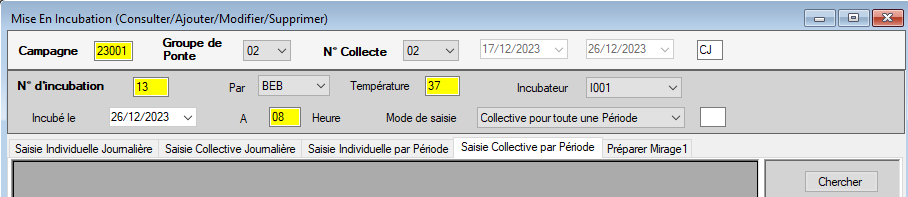 Mise En Incubation (Consulter/Ajouter/Modifier/Supprimer)
Campagne 23001 Groupe de Ponte 02 N° Collecte 02 17/12/2023 26/12/2023 CJ
N° d'incubation 13 Par BEB Température 37 Incubateur I001
Incubé le 26/12/2023 A 08 Heure Mode de saisie Collective pour toute une Période
Saisie Individuelle Journalière Saisie Collective Journalière Saisie Individuelle par Période Saisie Collective par Période Préparer Mirage1
Chercher